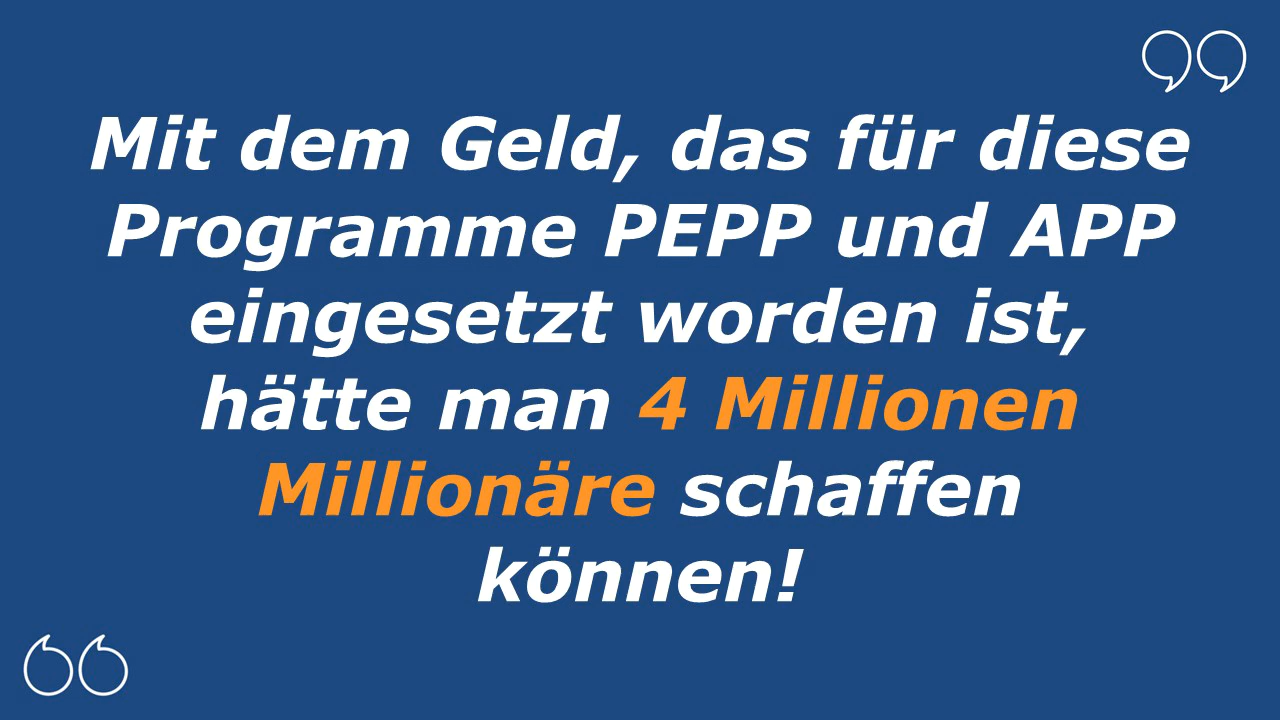 Mit dem Geld, das für diese
Programme PEPP und APP
eingesetzt worden ist,
hätte man 4 Millionen
Millionäre schaffen
können!